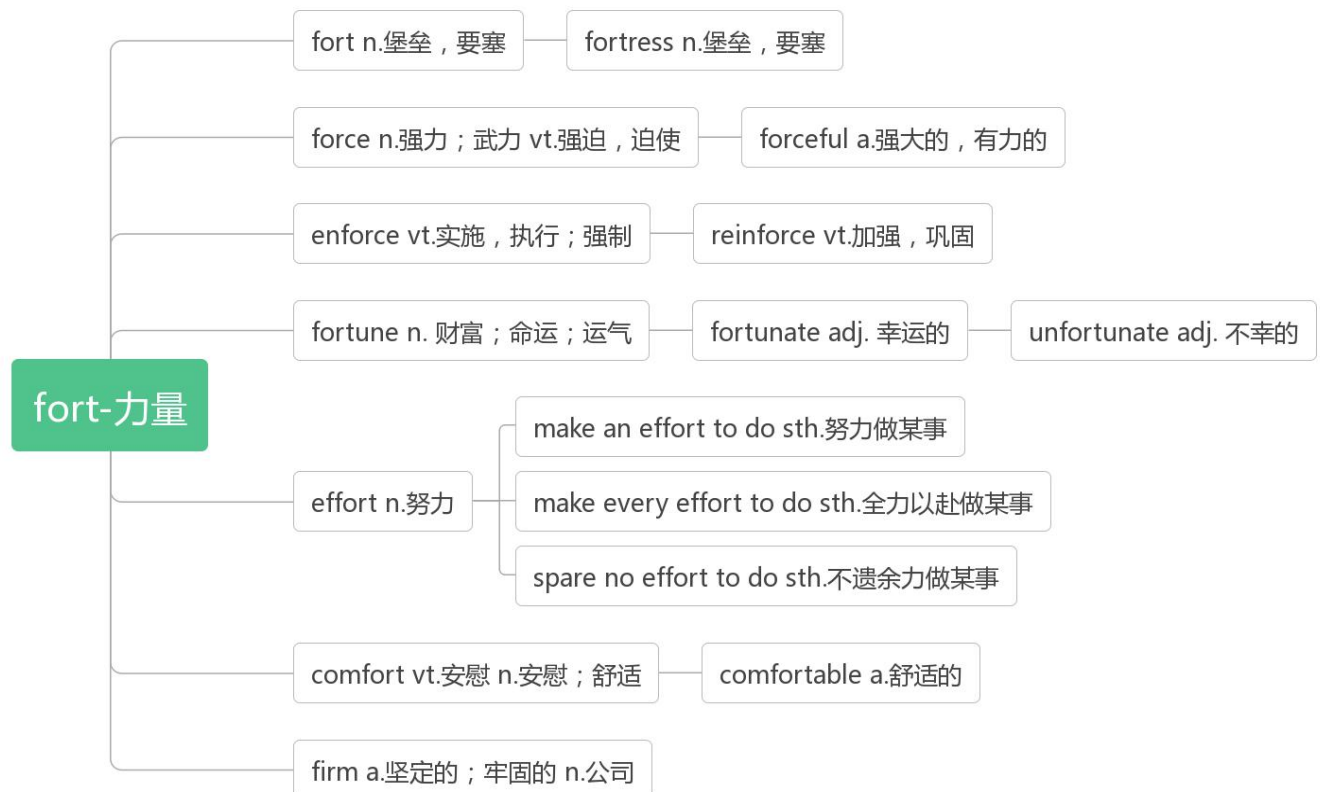 fort n.堡垒，要塞
fortress n.堡垒，要塞
force n.强力；武力 vt.强迫，迫使
forceful a.强大的，有力的
enforce vt.实施，执行；强制
reinforce vt.加强，巩固
fortune n. 财富；命运；运气
fortunate adj. 幸运的
unfortunate adj. 不幸的
fort-力量
make an effort to do sth.努力做某事
effort n.努力
make every effort to do sth.全力以赴做某事
spare no effort to do sth.不遗余力做某事
comfort vt.安慰 n.安慰；舒适
comfortable a.舒适的
firm a.坚定的；牢固的 n.公司